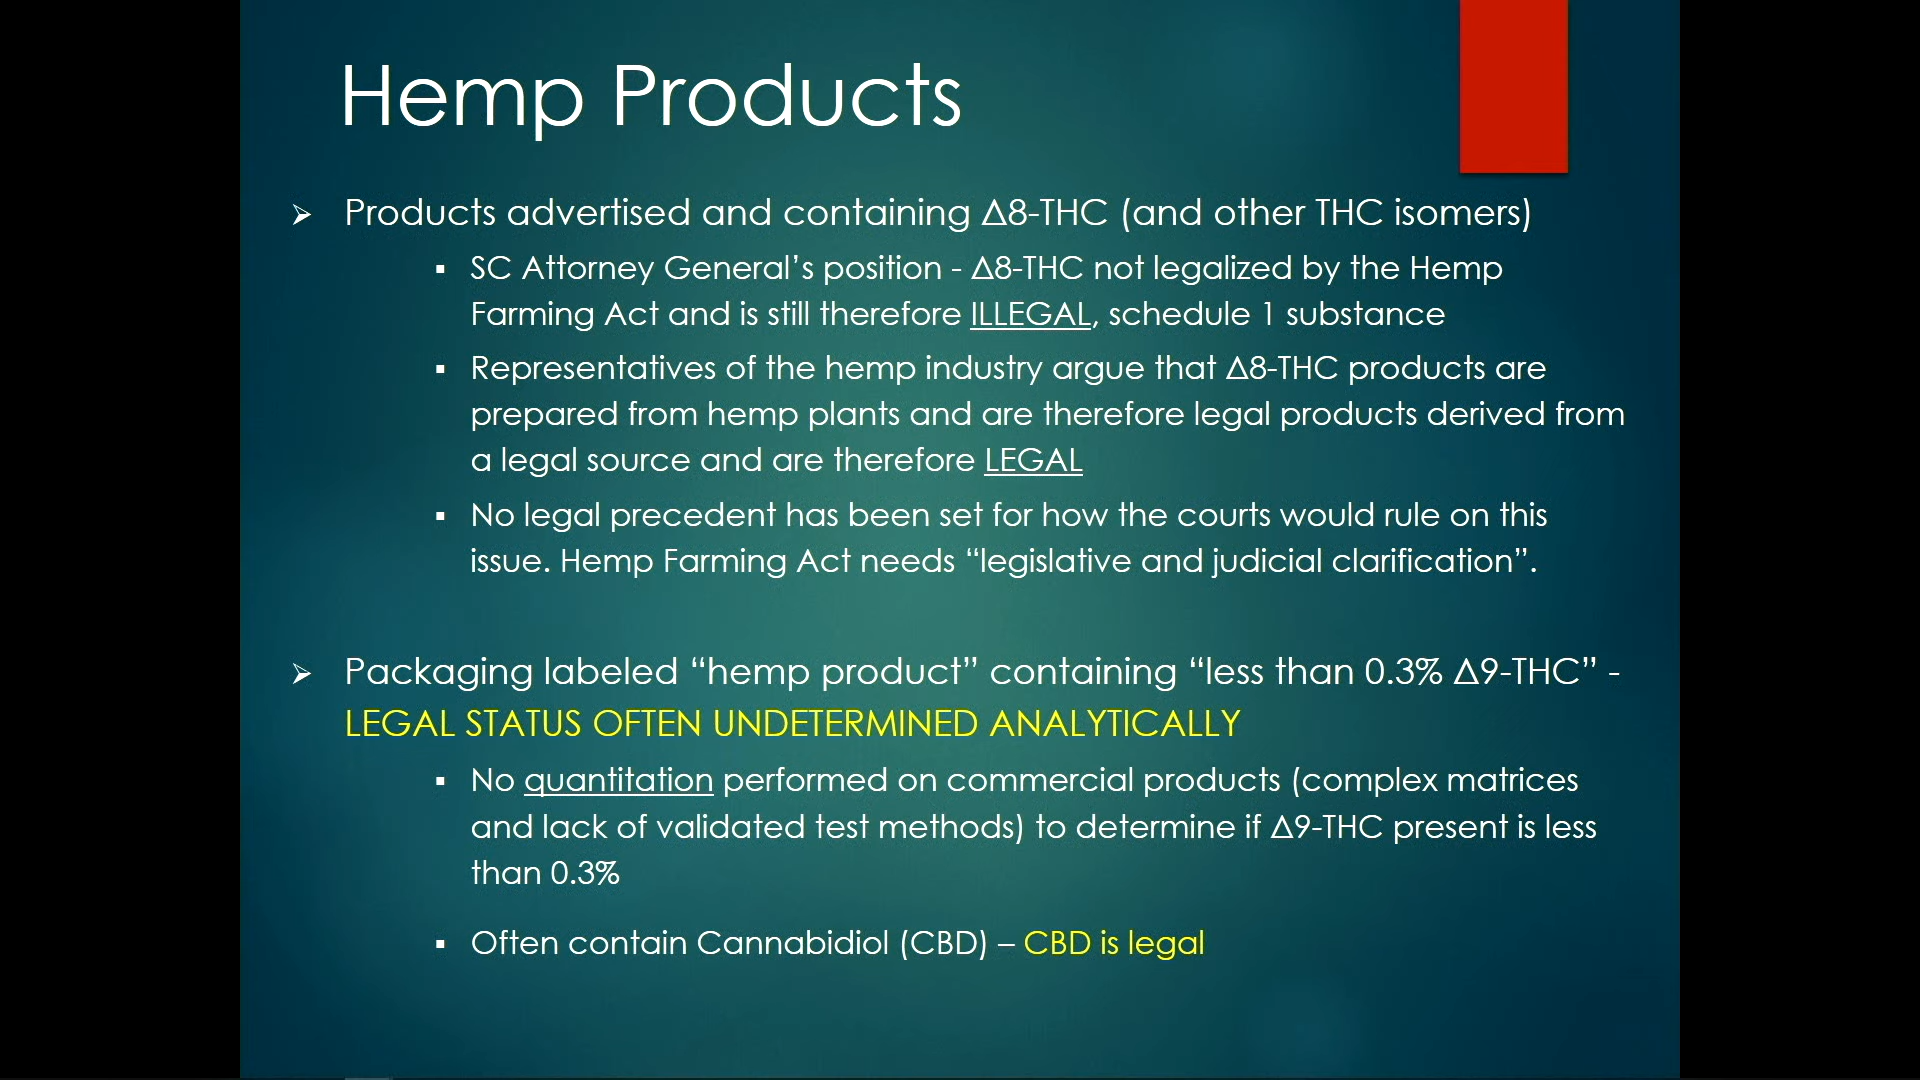 Hemp Products
➢ Products advertised and containing Δ8-THC (and other THC isomers)
▪ SC Attorney General’s position - Δ8-THC not legalized by the Hemp
Farming Act and is still therefore ILLEGAL, schedule 1 substance
▪ Representatives of the hemp industry argue that Δ8-THC products are
prepared from hemp plants and are therefore legal products derived from
a legal source and are therefore LEGAL
▪ No legal precedent has been set for how the courts would rule on this
issue. Hemp Farming Act needs “legislative and judicial clarification”.
➢ Packaging labeled “hemp product” containing “less than 0.3% Δ9-THC” -
LEGAL STATUS OFTEN UNDETERMINED ANALYTICALLY
▪ No quantitation performed on commercial products (complex matrices
and lack of validated test methods) to determine if Δ9-THC present is less
than 0.3%
▪ Often contain Cannabidiol (CBD) – CBD is legal